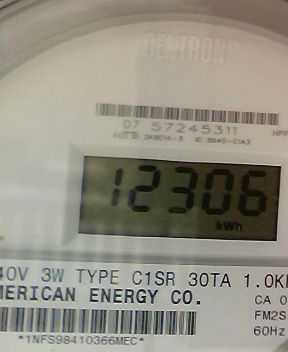 CENTRON®
07 57245311
12306
kWh
40V 3W TYPE C1SR 30TA 1.0K
MERICAN ENERGY CO.
CA 0
FM2S
60Hz
*1NFS98410366MEC*